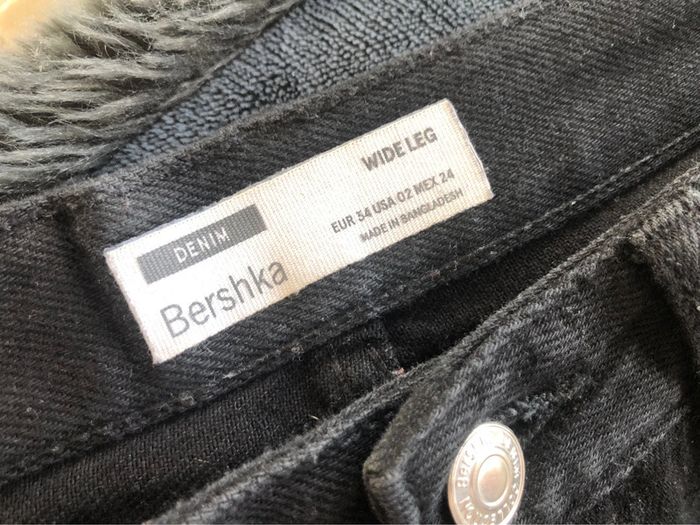 WIDE LEG
EUR 34 USA 02 MEX 24
MADE IN BANGLADESH
DENIM
Bershka